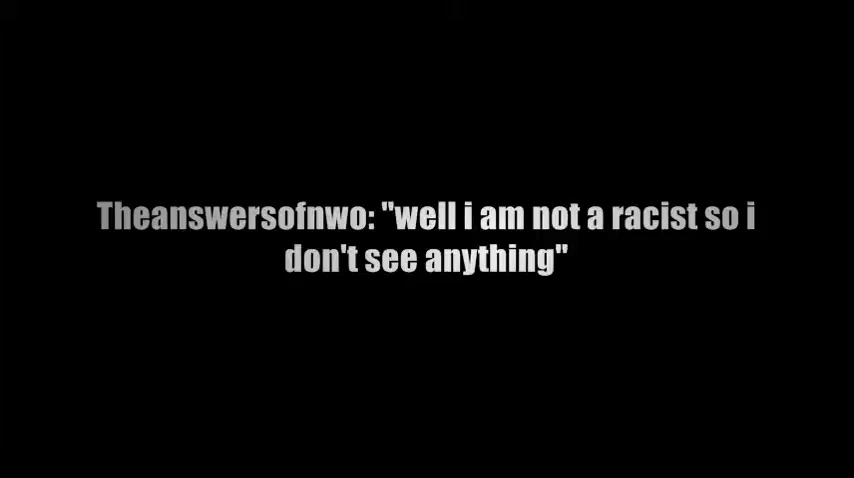 Theanswersofnwo: "well i am not a racist so i
don't see anything"